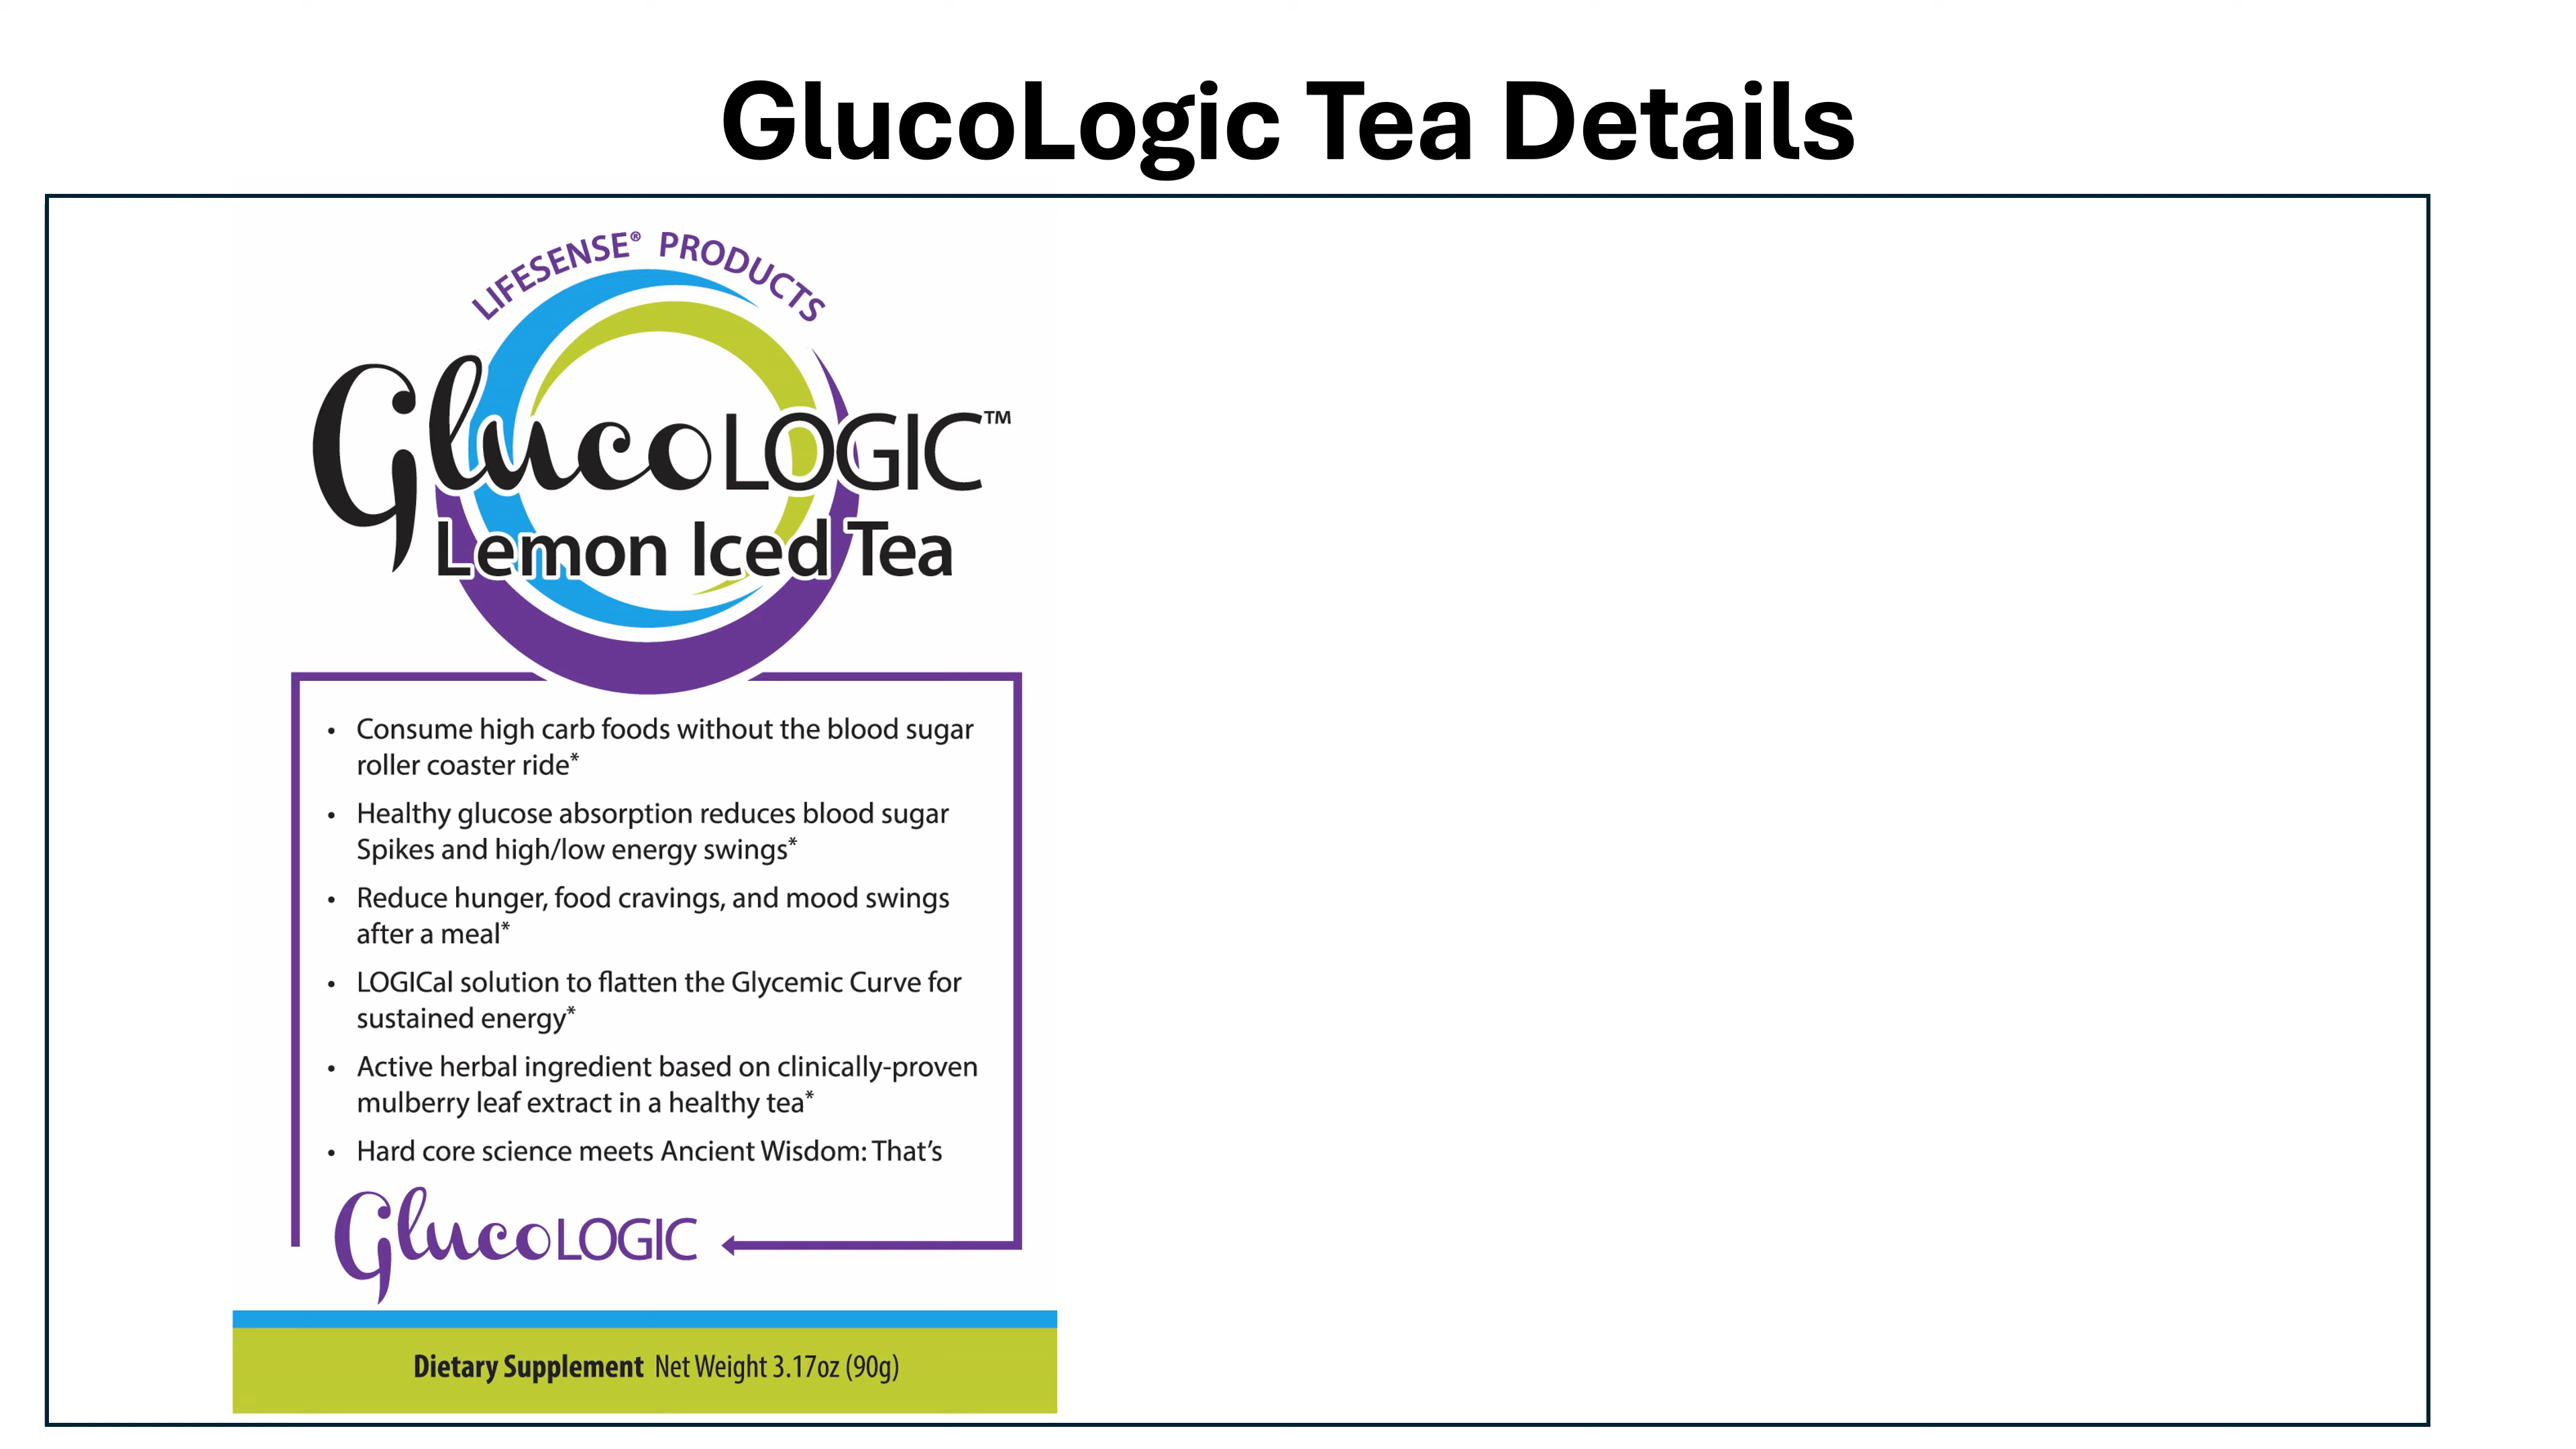 GlucoLogic Tea Details
LIFESENSE® PRODUCTS
GlucoLOGIC™
Lemon Iced Tea
• Consume high carb foods without the blood sugar
roller coaster ride*
• Healthy glucose absorption reduces blood sugar
Spikes and high/low energy swings*
• Reduce hunger, food cravings, and mood swings
after a meal*
• LOGICal solution to flatten the Glycemic Curve for
sustained energy*
• Active herbal ingredient based on clinically-proven
mulberry leaf extract in a healthy tea*
• Hard core science meets Ancient Wisdom: That's
GlucoLOGIC
Dietary Supplement Net Weight 3.17oz (90g)